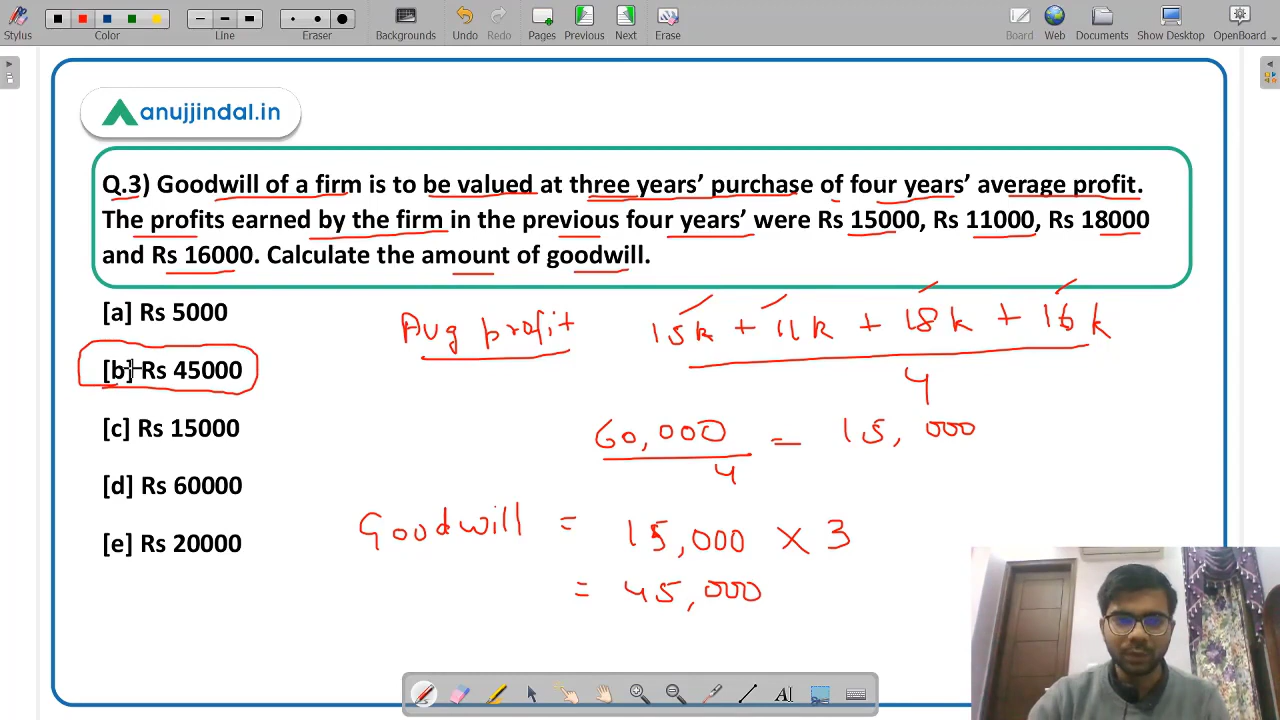 Stylus Color Line Eraser Backgrounds Undo Redo Pages Previous Next Erase Board Web Documents Show Desktop OpenBoard
anujjindal.in
Q.3) Goodwill of a firm is to be valued at three years’ purchase of four years’ average profit.
The profits earned by the firm in the previous four years’ were Rs 15000, Rs 11000, Rs 18000
and Rs 16000. Calculate the amount of goodwill.
[a] Rs 5000
Avg profit 15k + 11k + 18k + 16k
4
[b] Rs 45000
[c] Rs 15000
60,000 = 15,000
4
[d] Rs 60000
Goodwill = 15,000 × 3
[e] Rs 20000
= 45,000